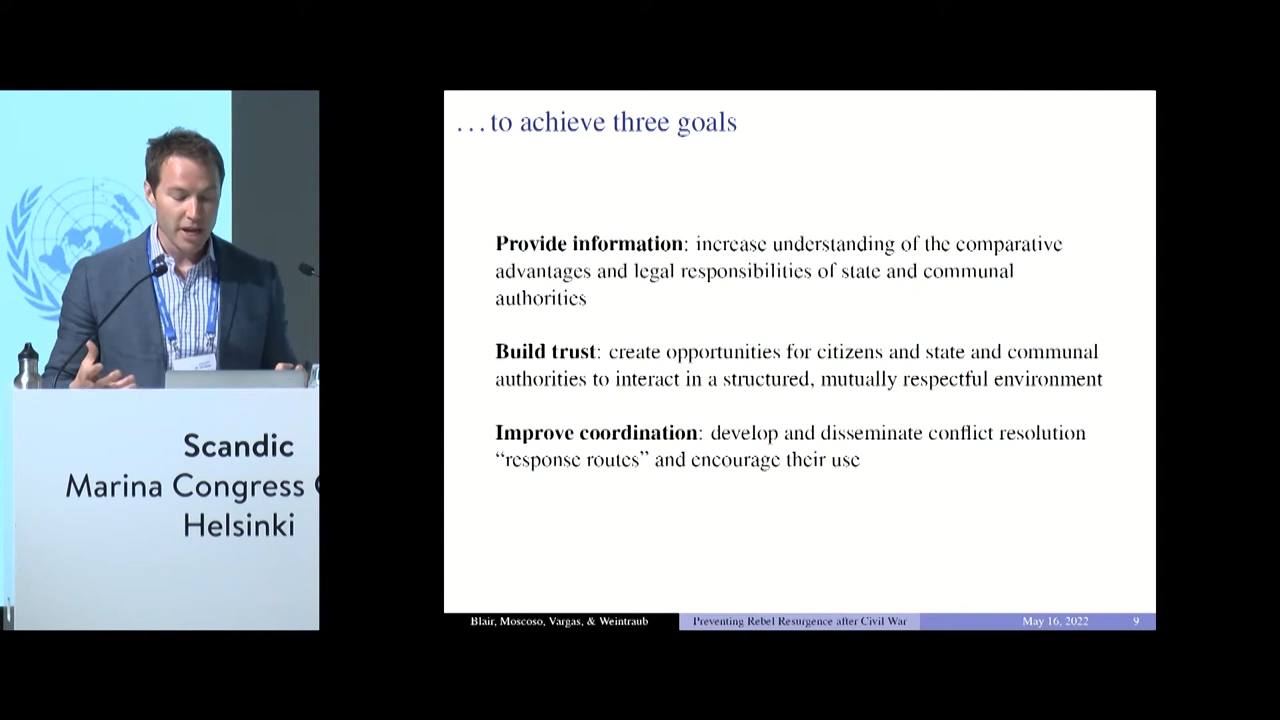 ...to achieve three goals
Provide information: increase understanding of the comparative
advantages and legal responsibilities of state and communal
authorities
Build trust: create opportunities for citizens and state and communal
authorities to interact in a structured, mutually respectful environment
Improve coordination: develop and disseminate conflict resolution
“response routes” and encourage their use
Blair, Moscoso, Vargas, & Weintraub
Preventing Rebel Resurgence after Civil War
May 16, 2022
9
Scandic
Marina Congress
Helsinki